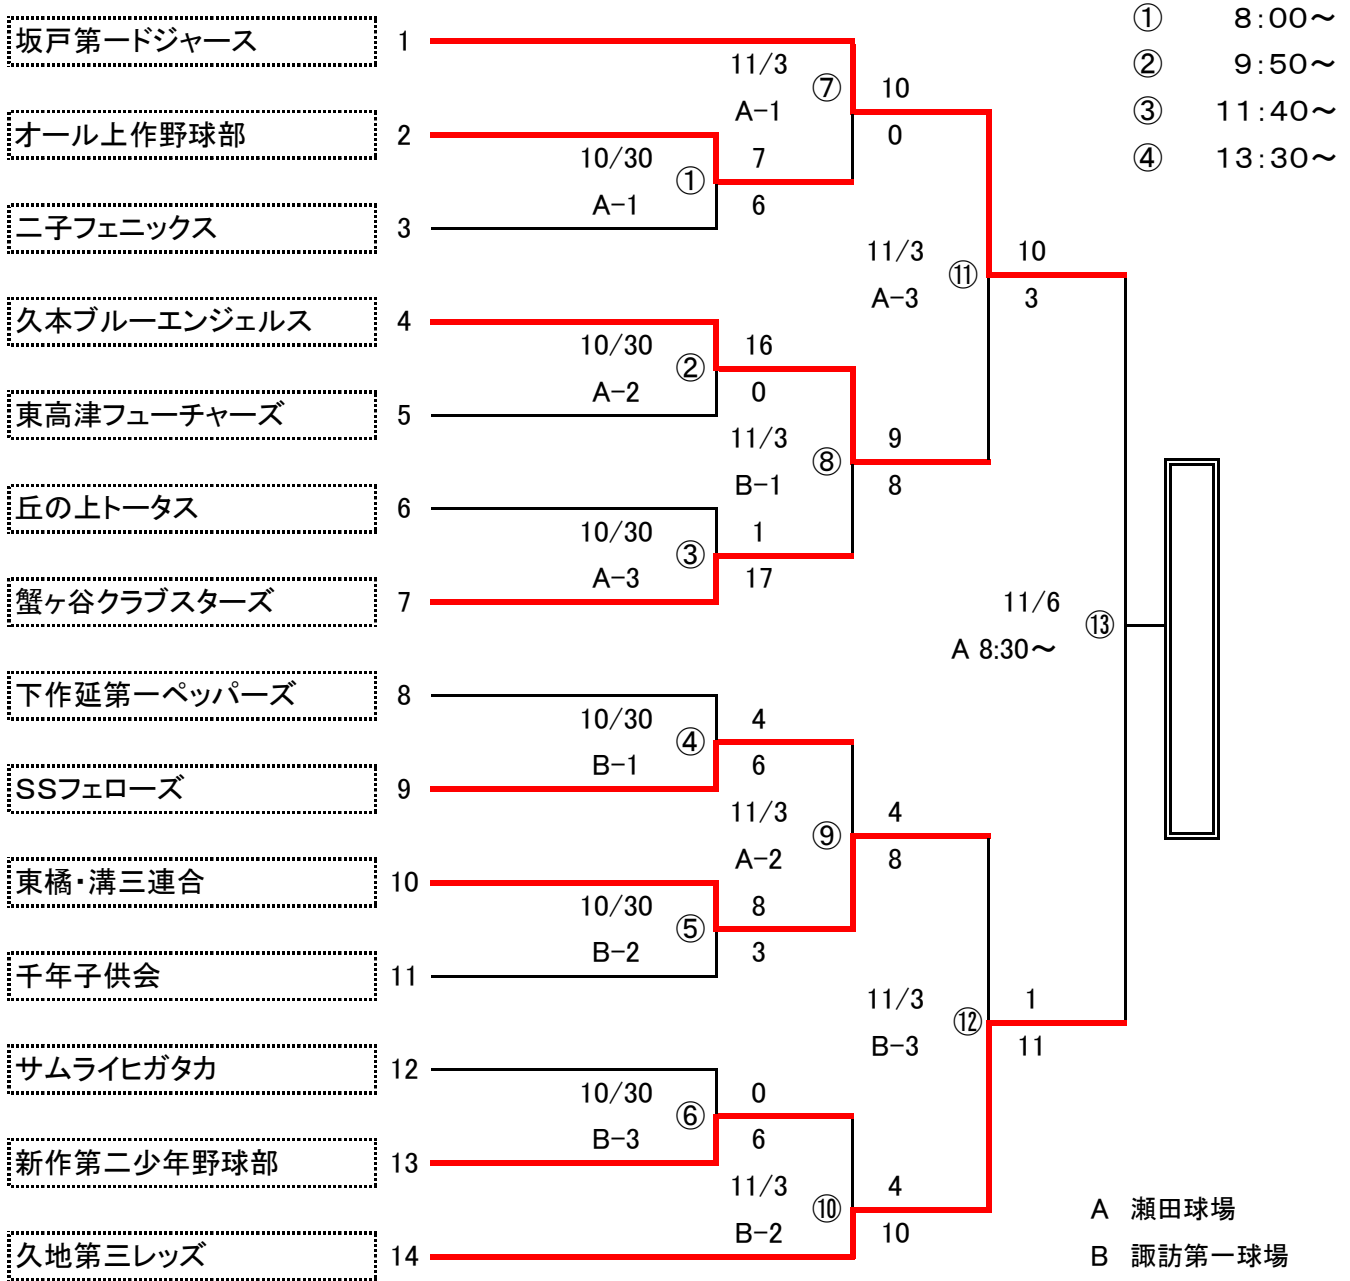 ① 8:00～
坂戸第一ドジャース 1
11/3 ⑦ 10
② 9:50～
A-1 0
③ 11:40～
オール上作野球部 2
10/30 ① 7
④ 13:30～
A-1 6
二子フェニックス 3
11/3 ⑪ 10
A-3 3
久本ブルーエンジェルス 4
10/30 ② 16
A-2 0
東高津フューチャーズ 5
11/3 ⑧ 9
B-1 8
丘の上トータス 6
10/30 ③ 1
A-3 17
蟹ヶ谷クラブスターズ 7
11/6 ⑬
A 8:30～
下作延第一ペッパーズ 8
10/30 ④ 4
B-1 6
SSフェローズ 9
11/3 ⑨ 4
A-2 8
東橘・溝三連合 10
10/30 ⑤ 8
B-2 3
千年子供会 11
11/3 ⑫ 1
B-3 11
サムライヒガタカ 12
10/30 ⑥ 0
B-3 6
新作第二少年野球部 13
11/3 ⑩ 4
B-2 10
A 瀬田球場
久地第三レッズ 14
B 諏訪第一球場